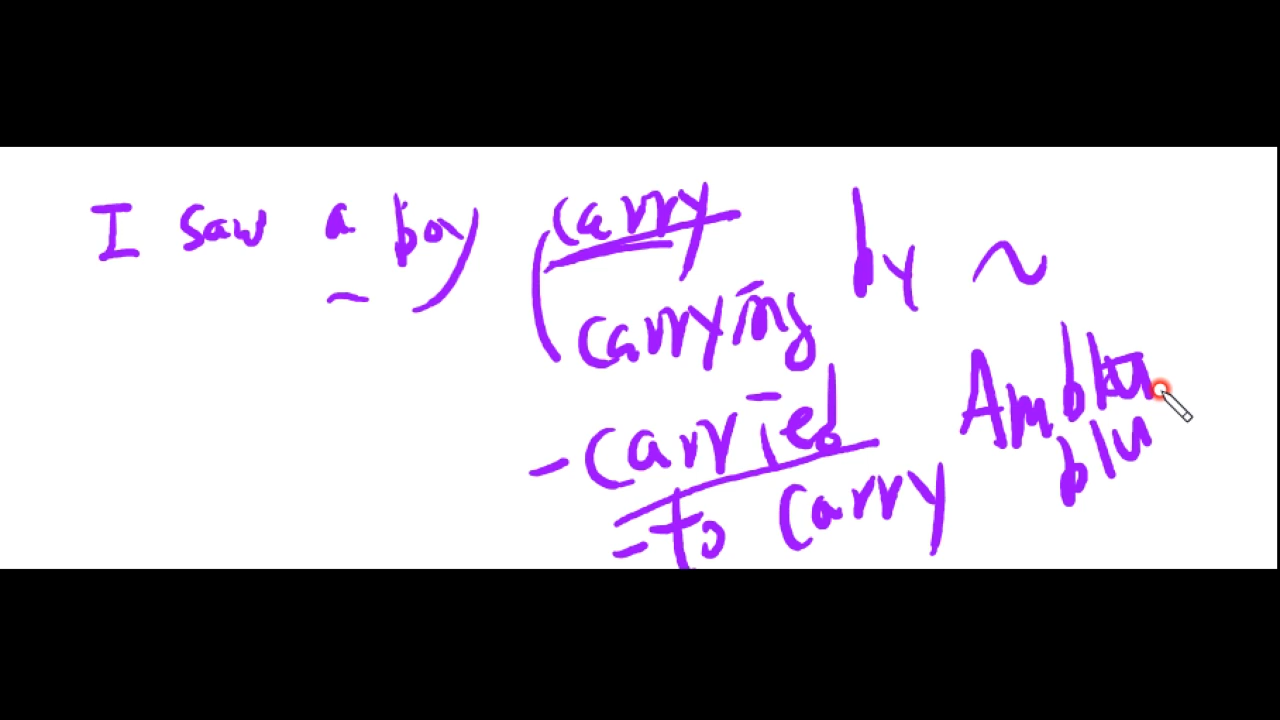 I saw a boy carry by ~
carrying
- carried
- to carry